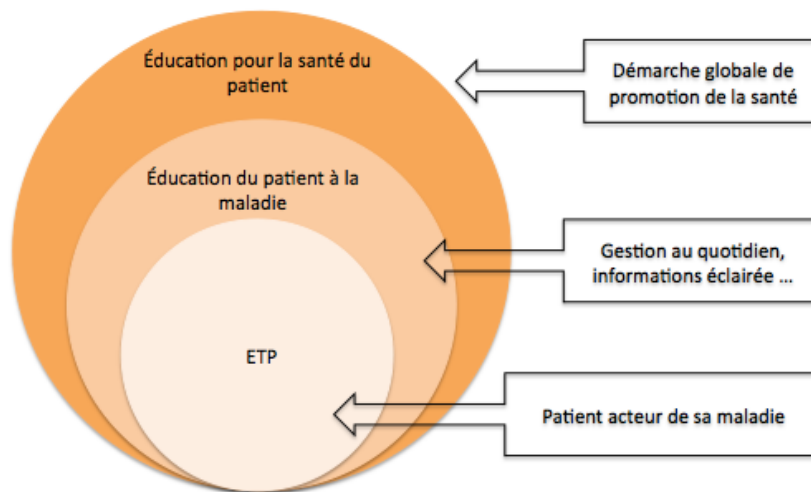 Éducation pour la santé du
patient
Démarche globale de
promotion de la santé
Éducation du patient à la
maladie
Gestion au quotidien,
informations éclairée ...
ETP
Patient acteur de sa maladie